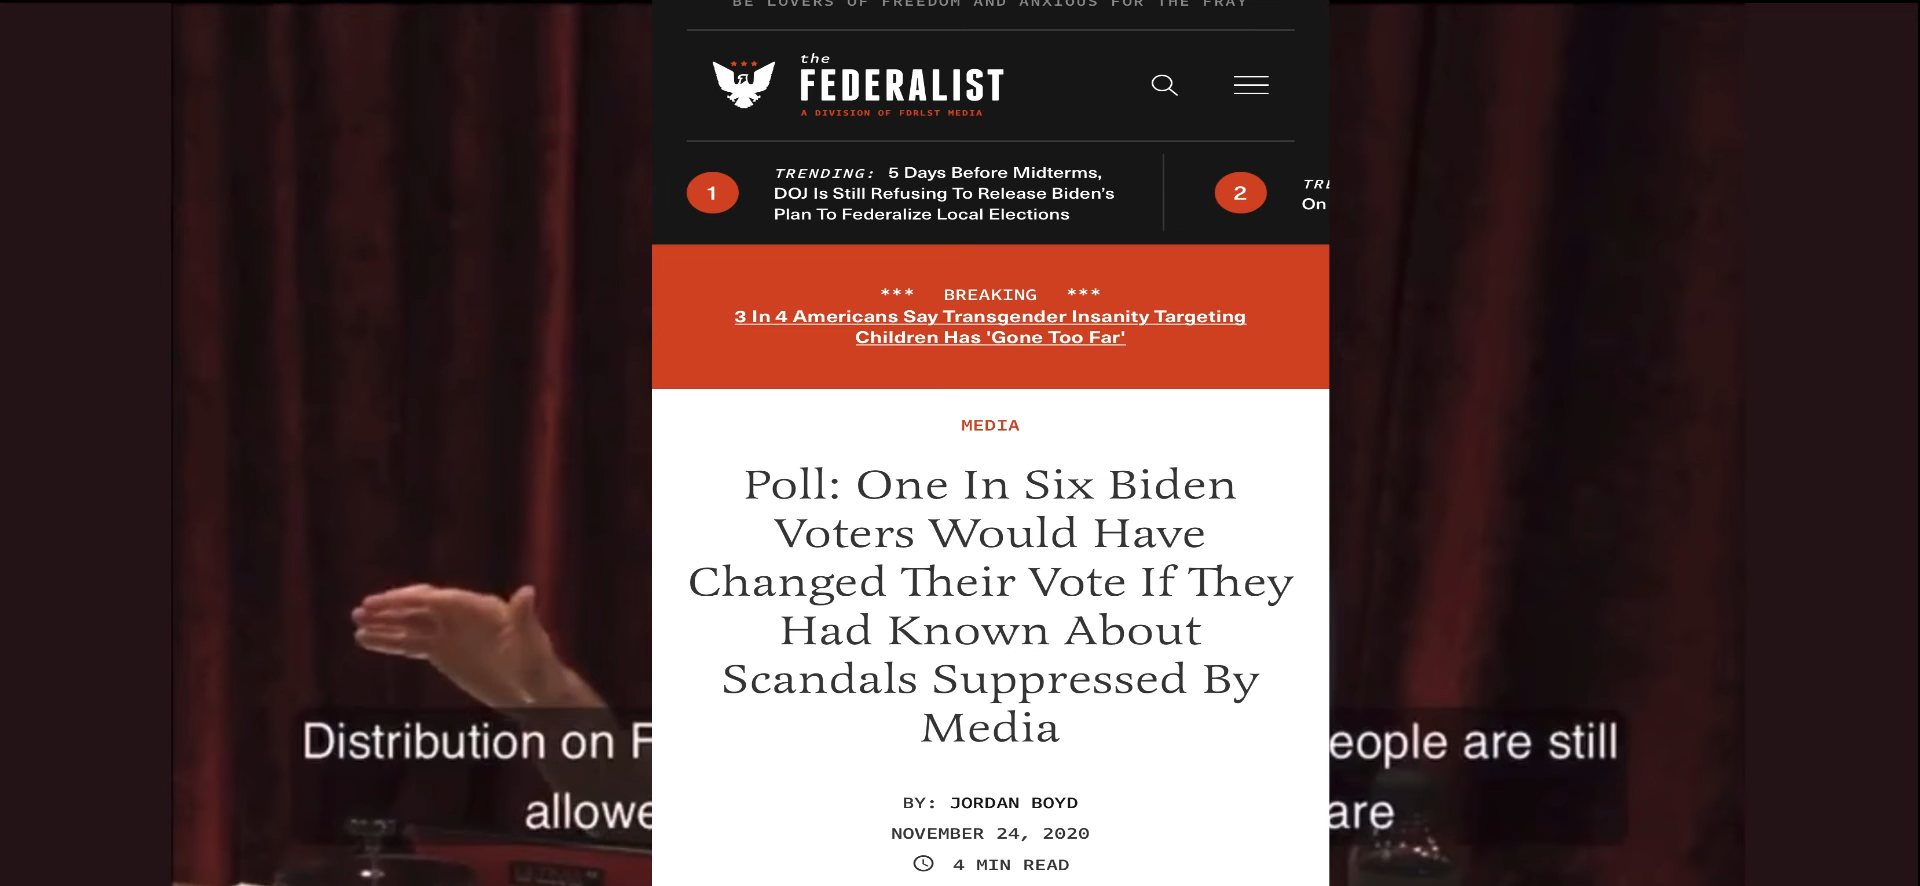 BE LOVERS OF FREEDOM AND ANXIOUS FOR THE FRAY
the
FEDERALIST
A DIVISION OF FDRLST MEDIA
1
TRENDING: 5 Days Before Midterms,
DOJ Is Still Refusing To Release Biden's
Plan To Federalize Local Elections
2
TRE
On
*** BREAKING ***
3 In 4 Americans Say Transgender Insanity Targeting
Children Has 'Gone Too Far'
MEDIA
Poll: One In Six Biden
Voters Would Have
Changed Their Vote If They
Had Known About
Scandals Suppressed By
Media
BY: JORDAN BOYD
NOVEMBER 24, 2020
4 MIN READ
Distribution on F
eople are still
allowe
are